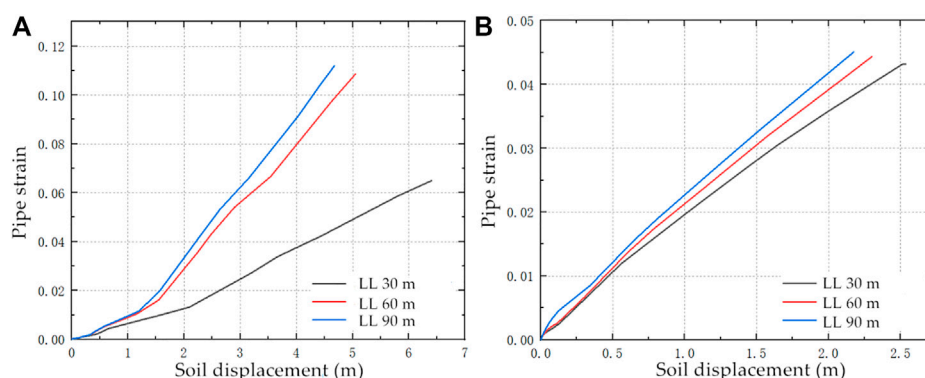 A
Pipe strain
0.12
0.10
0.08
0.06
0.04
0.02
0.00
0 1 2 3 4 5 6 7
Soil displacement (m)
LL 30 m
LL 60 m
LL 90 m
B
Pipe strain
0.05
0.04
0.03
0.02
0.01
0.00
0.0 0.5 1.0 1.5 2.0 2.5
Soil displacement (m)
LL 30 m
LL 60 m
LL 90 m